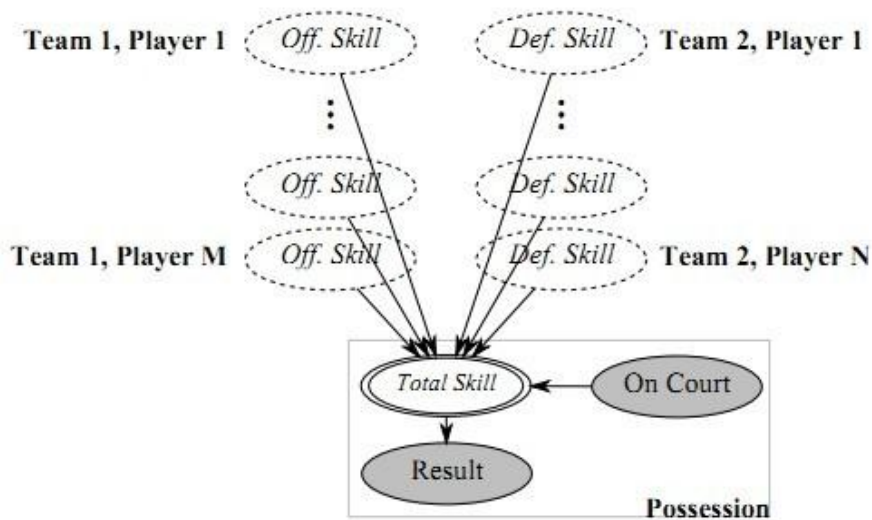 Team 1, Player 1 Off. Skill Def. Skill Team 2, Player 1
Off. Skill Def. Skill
Team 1, Player M Off. Skill Def. Skill Team 2, Player N
Total Skill On Court
Result
Possession